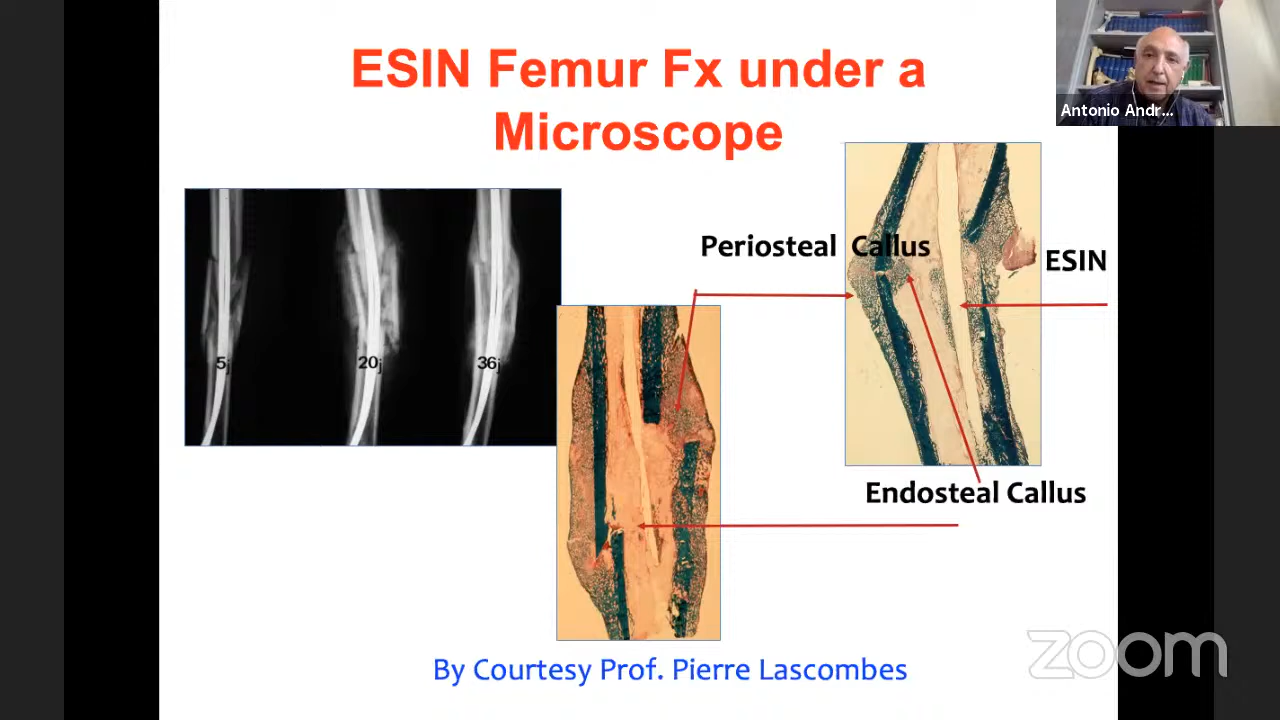 ESIN Femur Fx under a
Microscope
Antonio Andr...
Periosteal Callus
ESIN
5j
20j
36j
Endosteal Callus
By Courtesy Prof. Pierre Lascombes
zoom